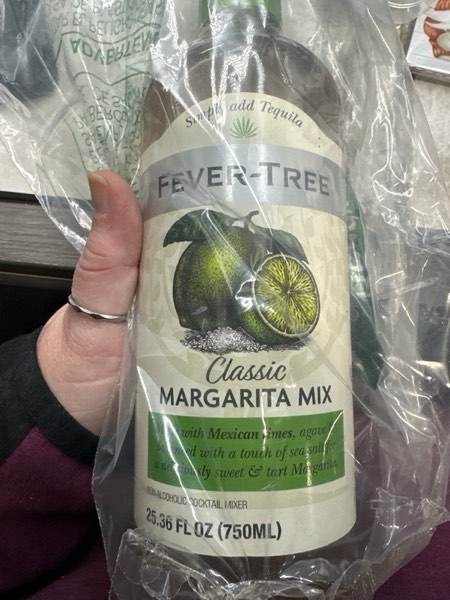 ADVERTEN
Simply add Tequila
FEVER-TREE
Classic
MARGARITA MIX
with Mexican limes, agave
with a touch of sea salt
sweet & tart Margarita
NON-ALCOHOLIC COCKTAIL MIXER
25.36 FL OZ (750ML)